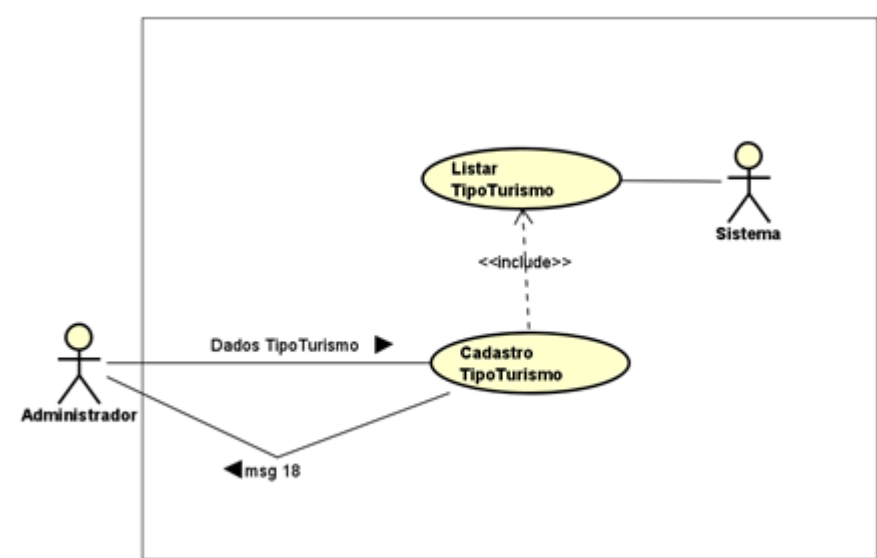 Listar
TipoTurismo
Sistema
<<include>>
Dados TipoTurismo
Cadastro
TipoTurismo
Administrador
msg 18